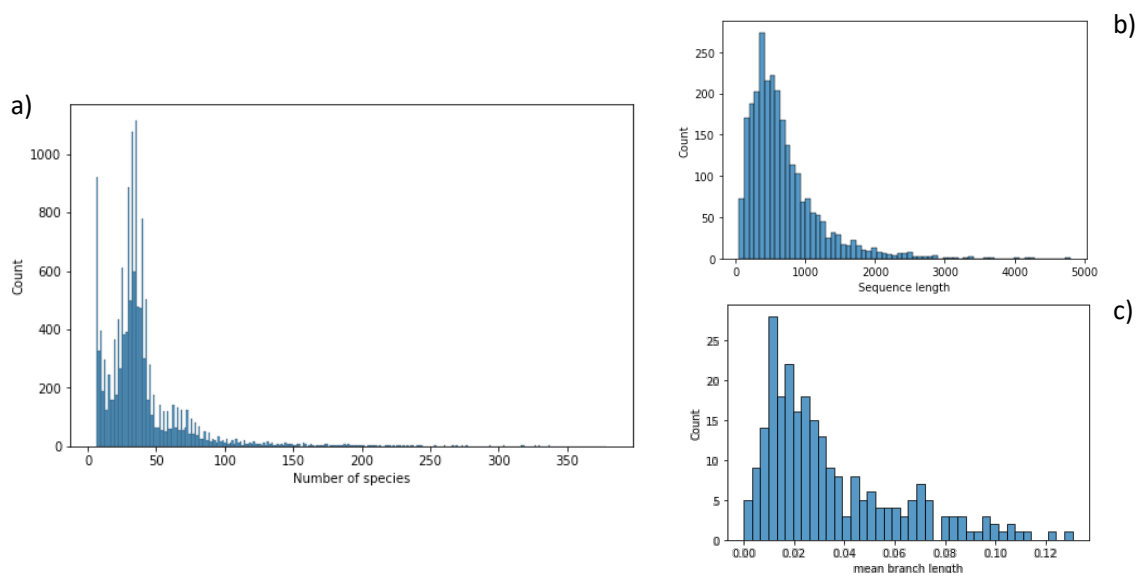 a)
Count
1000
800
600
400
200
0
0 50 100 150 200 250 300 350
Number of species
b)
Count
250
200
150
100
50
0
0 1000 2000 3000 4000 5000
Sequence length
c)
Count
25
20
15
10
5
0
0.00 0.02 0.04 0.06 0.08 0.10 0.12
mean branch length